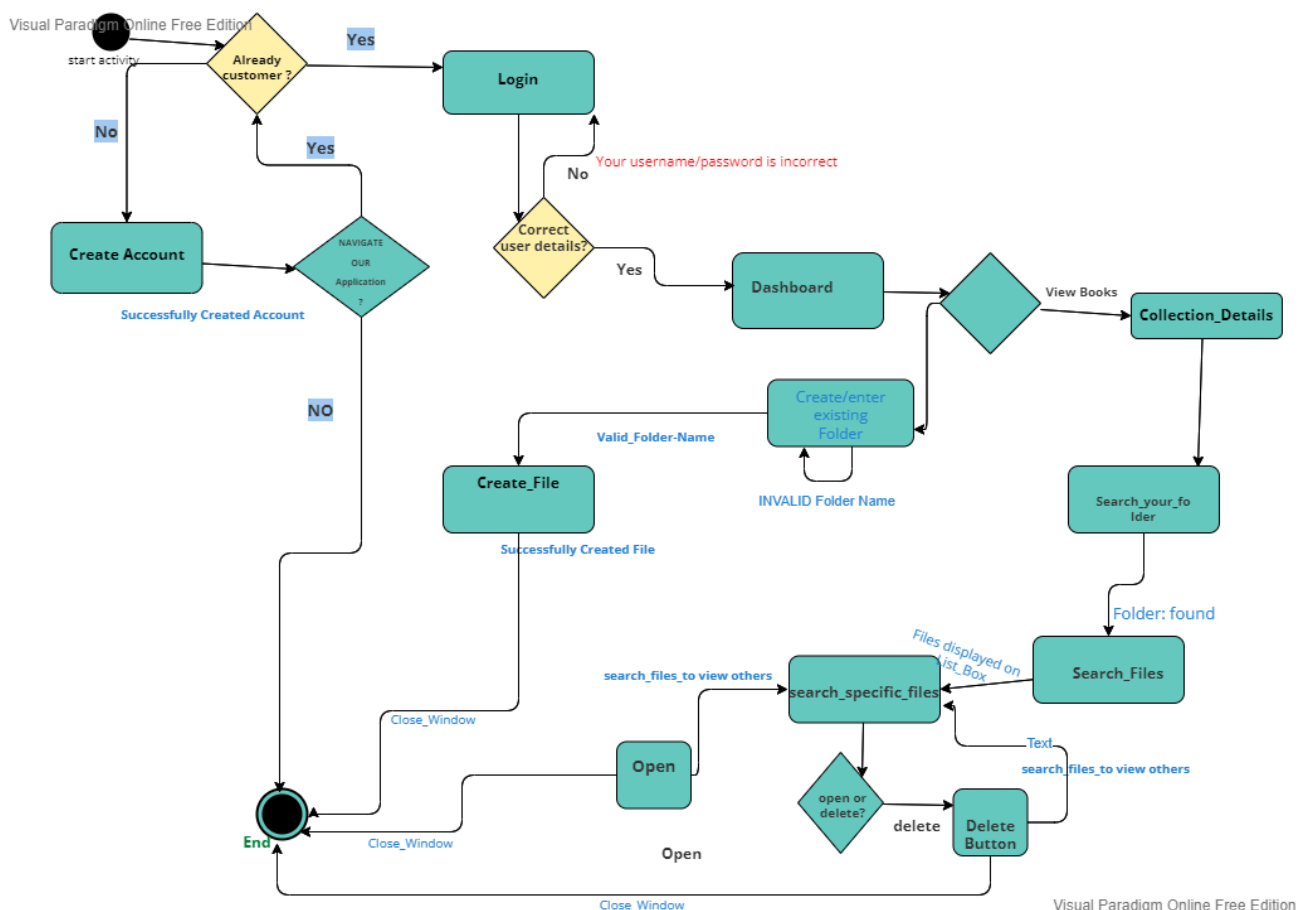 Visual Paradigm Online Free Edition
start activity
Already
customer ?
Yes
Login
No
Yes
Your username/password is incorrect
No
Create Account
NAVIGATE
OUR
Application
?
Correct
user details?
Yes
Successfully Created Account
Dashboard
View Books
Collection_Details
NO
Create/enter
existing
Folder
Valid_Folder-Name
INVALID Folder Name
Create_File
Successfully Created File
Search_your_fo
lder
Folder: found
Files displayed on
List_Box
Search_Files
search_files_to view others
search_specific_files
Close_Window
Text
search_files_to view others
Open
open or
delete?
delete
Delete
Button
End
Close_Window
Open
Close_Window
Visual Paradigm Online Free Edition